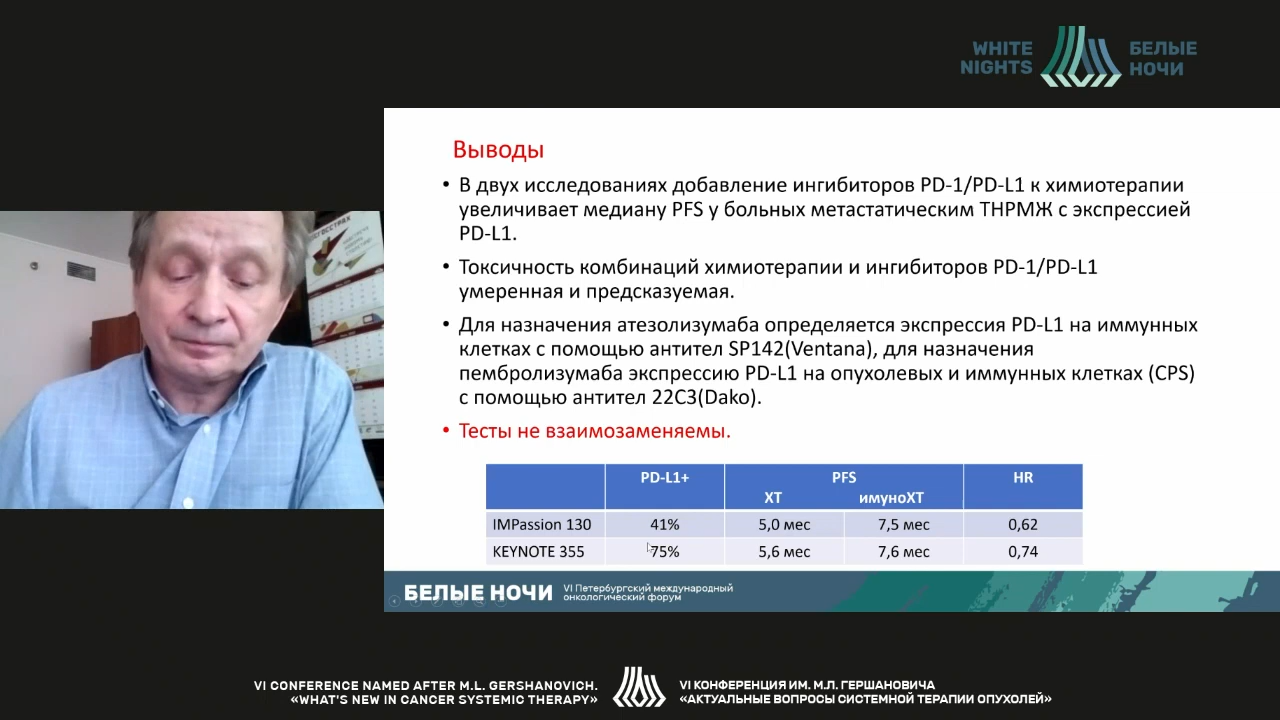 WHITE
NIGHTS
БЕЛЫЕ
НОЧИ
Выводы
• В двух исследованиях добавление ингибиторов PD-1/PD-L1 к химиотерапии
увеличивает медиану PFS у больных метастатическим ТНРМЖ с экспрессией
PD-L1.
• Токсичность комбинаций химиотерапии и ингибиторов PD-1/PD-L1
умеренная и предсказуемая.
• Для назначения атезолизумаба определяется экспрессия PD-L1 на иммунных
клетках с помощью антител SP142(Ventana), для назначения
пембролизумаба экспрессию PD-L1 на опухолевых и иммунных клетках (CPS)
с помощью антител 22C3(Dako).
• Тесты не взаимозаменяемы.
PD-L1+ PFS HR
ХТ имуноХТ
IMPassion 130 41% 5,0 мес 7,5 мес 0,62
KEYNOTE 355 75% 5,6 мес 7,6 мес 0,74
БЕЛЫЕ НОЧИ
VI Петербургский международный
онкологический форум
VI CONFERENCE NAMED AFTER M.L. GERSHANOVICH.
«WHAT'S NEW IN CANCER SYSTEMIC THERAPY»
VI КОНФЕРЕНЦИЯ ИМ. М.Л. ГЕРШАНОВИЧА
«АКТУАЛЬНЫЕ ВОПРОСЫ СИСТЕМНОЙ ТЕРАПИИ ОПУХОЛЕЙ»